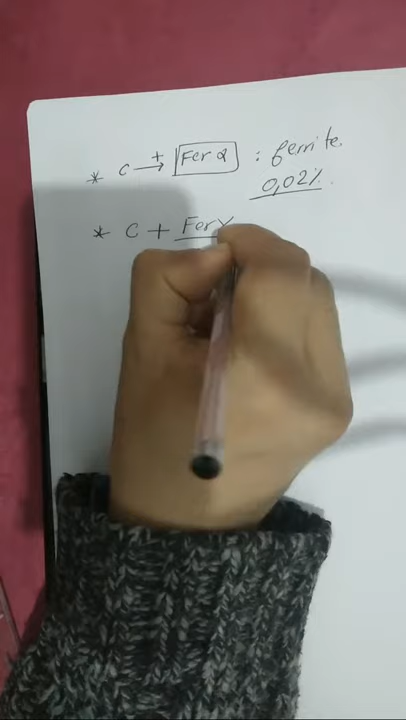 * C +→ Fer α : ferrite.
0,02%.
* C + Fer γ